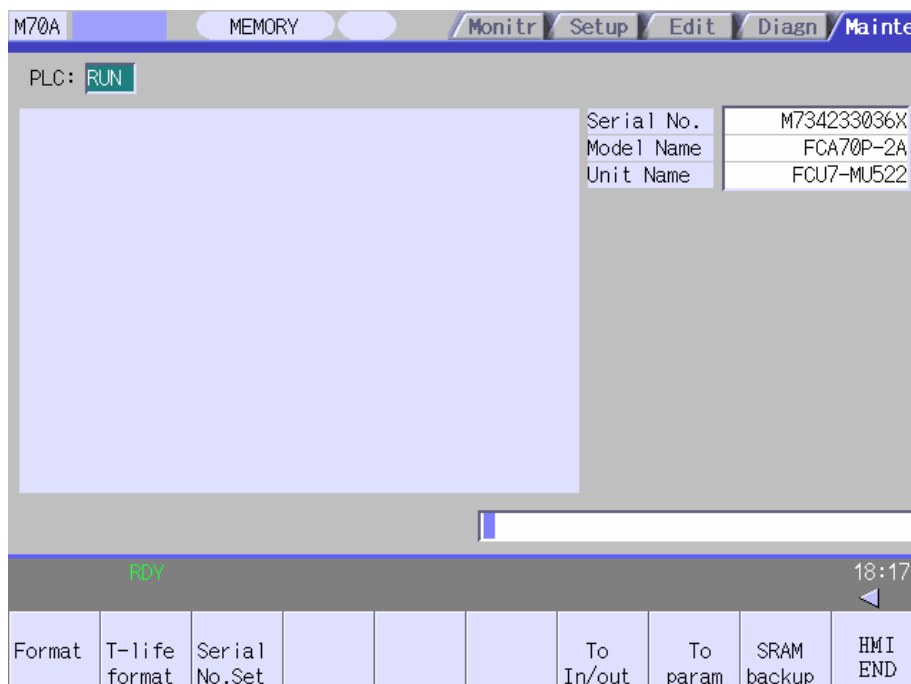 M70A MEMORY Monitr Setup Edit Diagn Mainte
PLC: RUN
Serial No. M734233036X
Model Name FCA70P-2A
Unit Name FCU7-MU522
RDY 18:17
Format T-life format Serial No.Set To In/out To param SRAM backup HMI END